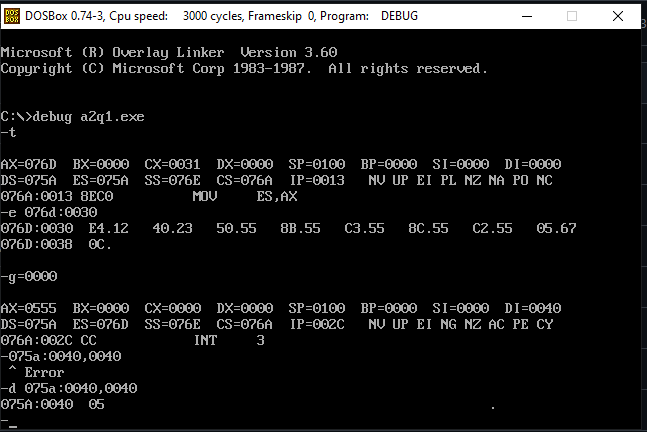 DOSBox 0.74-3, Cpu speed: 3000 cycles, Frameskip 0, Program: DEBUG
Microsoft (R) Overlay Linker Version 3.60
Copyright (C) Microsoft Corp 1983-1987. All rights reserved.
C:\>debug a2q1.exe
-t
AX=076D BX=0000 CX=0031 DX=0000 SP=0100 BP=0000 SI=0000 DI=0000
DS=075A ES=075A SS=076E CS=076A IP=0013 NV UP EI PL NZ NA PO NC
076A:0013 8EC0 MOV ES,AX
-e 076d:0030
076D:0030 E4.12 40.23 50.55 8B.55 C3.55 8C.55 C2.55 05.67
076D:0038 0C.
-g=0000
AX=0555 BX=0000 CX=0000 DX=0000 SP=0100 BP=0000 SI=0000 DI=0040
DS=075A ES=076D SS=076E CS=076A IP=002C NV UP EI NG NZ AC PE CY
076A:002C CC INT 3
-075a:0040,0040
^ Error
-d 075a:0040,0040
075A:0040 05 .
-_